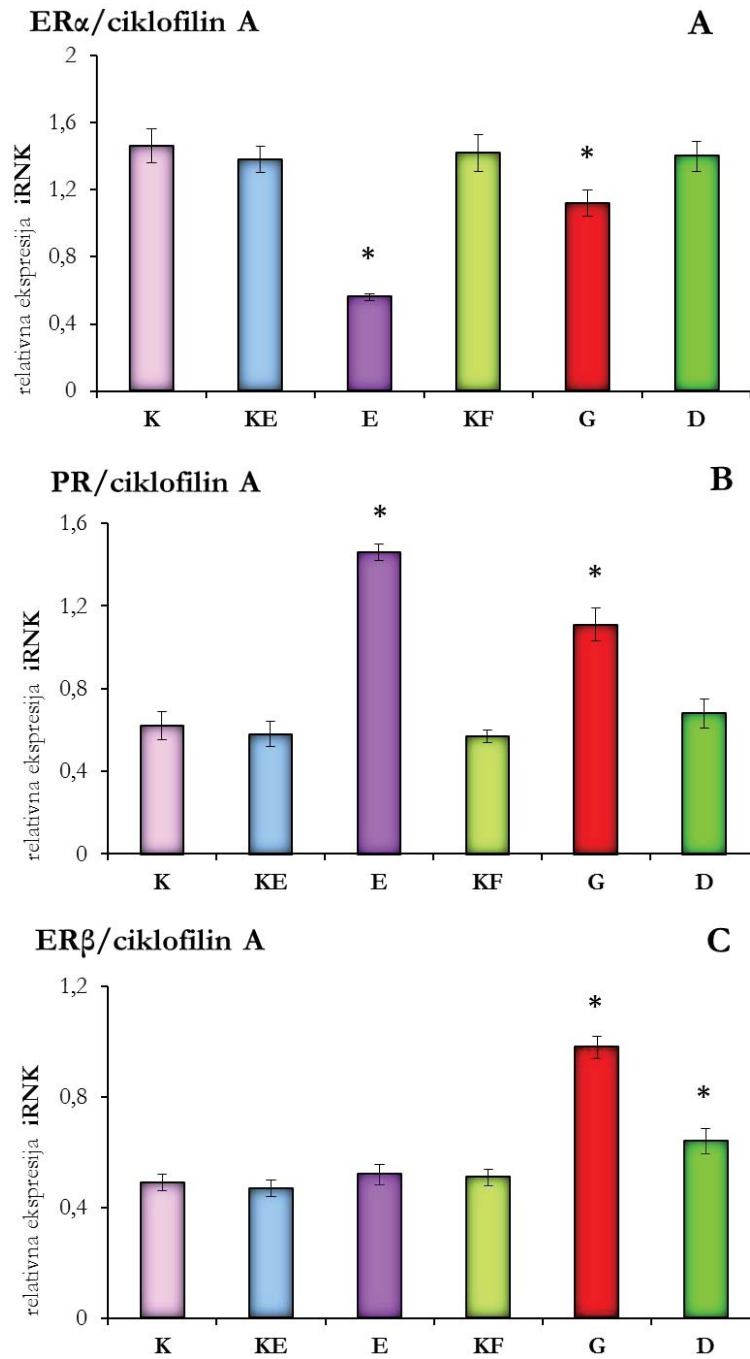 ERα/ciklofilin A
A
relativna ekspresija iRNK
2
1,6
1,2
0,8
0,4
0
*
*
K KE E KF G D
PR/ciklofilin A
B
relativna ekspresija iRNK
1,6
1,2
0,8
0,4
0
*
*
K KE E KF G D
ERβ/ciklofilin A
C
relativna ekspresija iRNK
1,2
0,8
0,4
0
*
*
K KE E KF G D